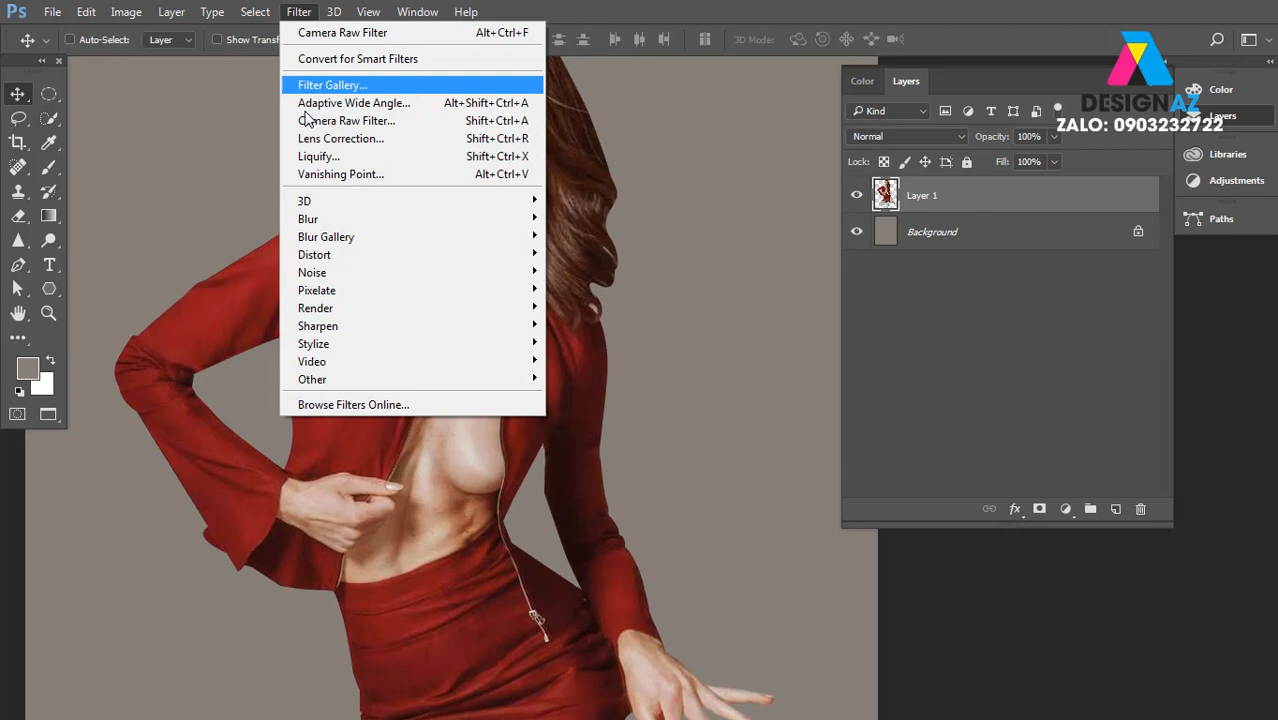 Ps File Edit Image Layer Type Select Filter 3D View Window Help
Auto-Select: Layer Show Transf 3D Mode:
Camera Raw Filter Alt+Ctrl+F
Convert for Smart Filters
Filter Gallery...
Adaptive Wide Angle... Alt+Shift+Ctrl+A
Camera Raw Filter... Shift+Ctrl+A
Lens Correction... Shift+Ctrl+R
Liquify... Shift+Ctrl+X
Vanishing Point... Alt+Ctrl+V
3D
Blur
Blur Gallery
Distort
Noise
Pixelate
Render
Sharpen
Stylize
Video
Other
Browse Filters Online...
Color Layers
Kind
Normal Opacity: 100%
Lock: Fill: 100%
Layer 1
Background
DESIGNAZ
ZALO: 0903232722
Color
Layers
Libraries
Adjustments
Paths
fx